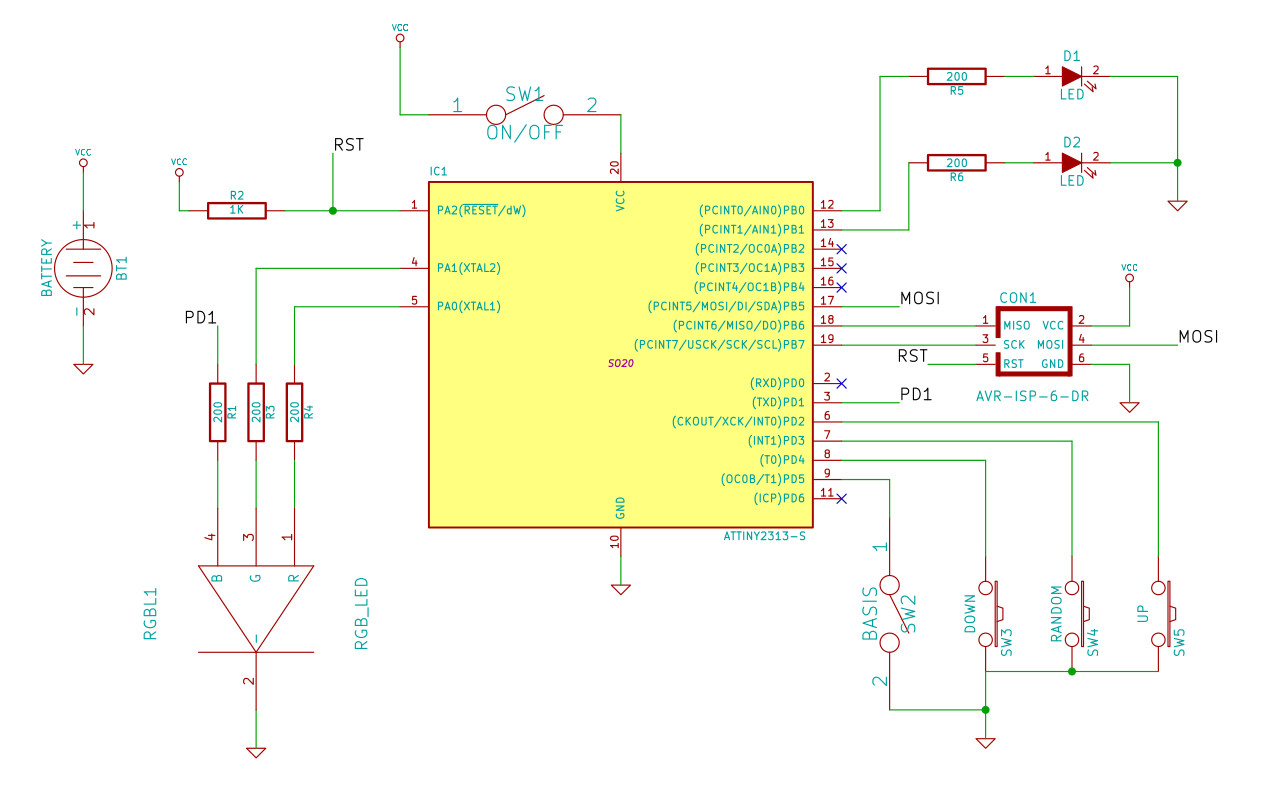 VCC
SW1
1
2
ON/OFF
RST
VCC
VCC
R2
1K
IC1
20
VCC
1
PA2(RESET/dW)
4
PA1(XTAL2)
5
PA0(XTAL1)
SO20
GND
10
ATTINY2313-S
(PCINT0/AIN0)PB0
12
(PCINT1/AIN1)PB1
13
(PCINT2/OC0A)PB2
14
(PCINT3/OC1A)PB3
15
(PCINT4/OC1B)PB4
16
(PCINT5/MOSI/DI/SDA)PB5
17
MOSI
(PCINT6/MISO/DO)PB6
18
(PCINT7/USCK/SCK/SCL)PB7
19
(RXD)PD0
2
(TXD)PD1
3
PD1
(CKOUT/XCK/INT0)PD2
6
(INT1)PD3
7
(T0)PD4
8
(OC0B/T1)PD5
9
(ICP)PD6
11
200
R5
D1
1
2
LED
200
R6
D2
1
2
LED
VCC
CON1
1
MISO
VCC
2
3
SCK
MOSI
4
MOSI
RST
5
RST
GND
6
AVR-ISP-6-DR
BATTERY
+
1
BT1
-
2
PD1
200
R1
200
R3
200
R4
4
3
1
B
G
R
RGBL1
RGB_LED
-
2
1
BASIS
SW2
2
DOWN
SW3
RANDOM
SW4
UP
SW5